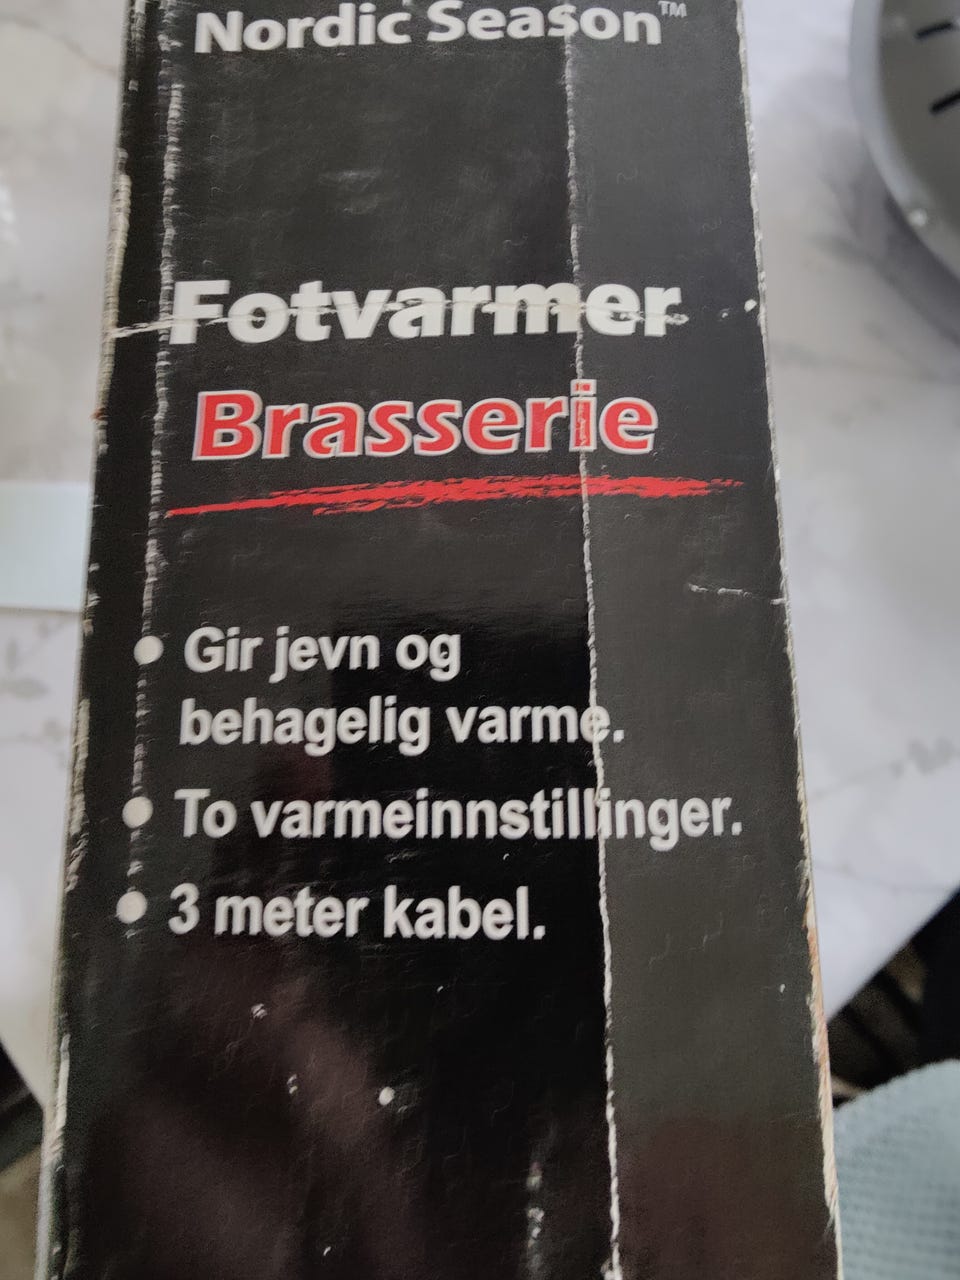 Nordic Season™
Fotvarmer
Brasserie
• Gir jevn og
behagelig varme.
• To varmeinnstillinger.
• 3 meter kabel.